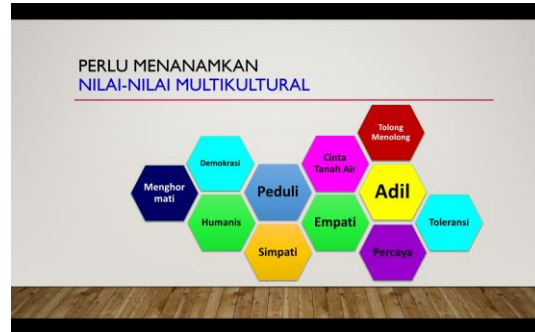 PERLU MENANAMKAN
NILAI-NILAI MULTIKULTURAL
Tolong
Menolong
Demokrasi
Cinta
Tanah Air
Menghor
mati
Peduli
Adil
Humanis
Empati
Toleransi
Simpati
Percaya